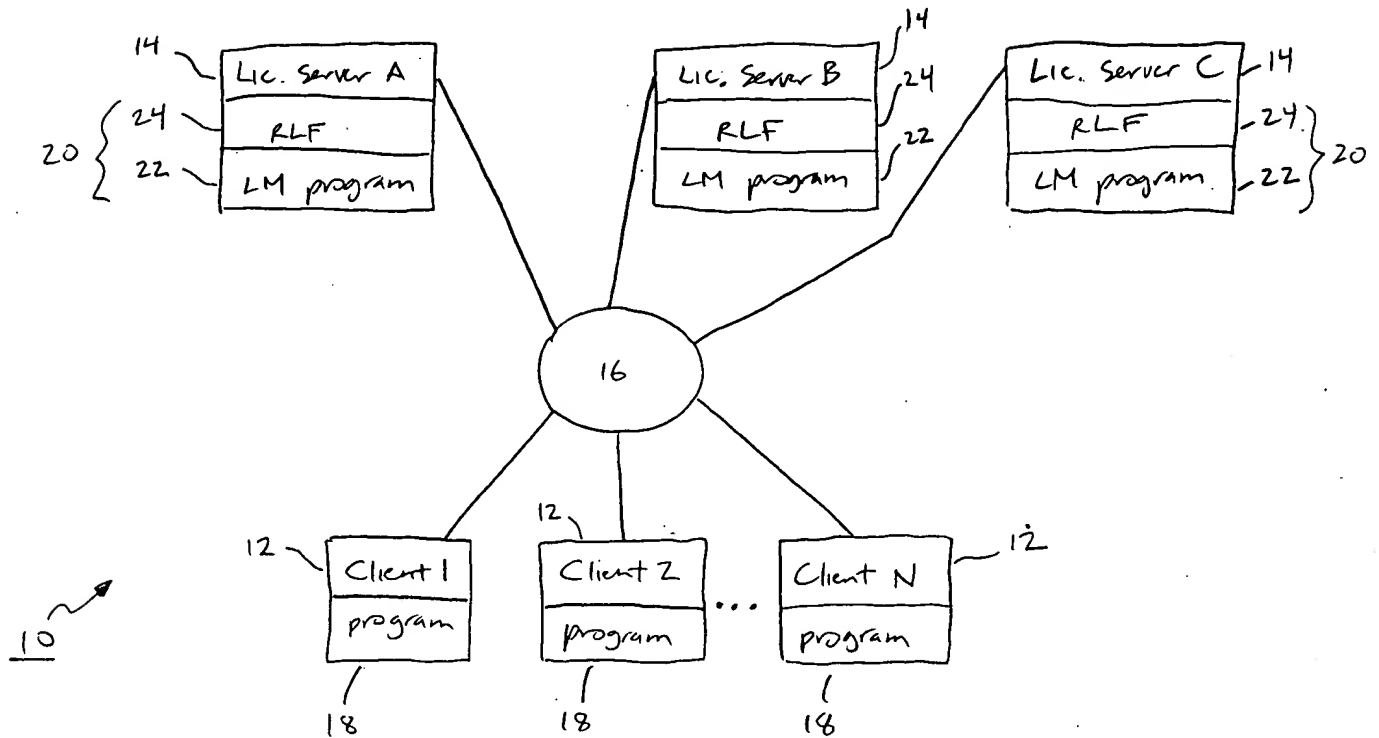 14 Lic. Server A
20 { 24 RLF
22 LM program
Lic. Server B 14
RLF 24
LM program 22
Lic. Server C 14
RLF 24 } 20
LM program 22
16
12 Client 1
program
18
12
Client 2
program
18
...
Client N 12
program
18
10